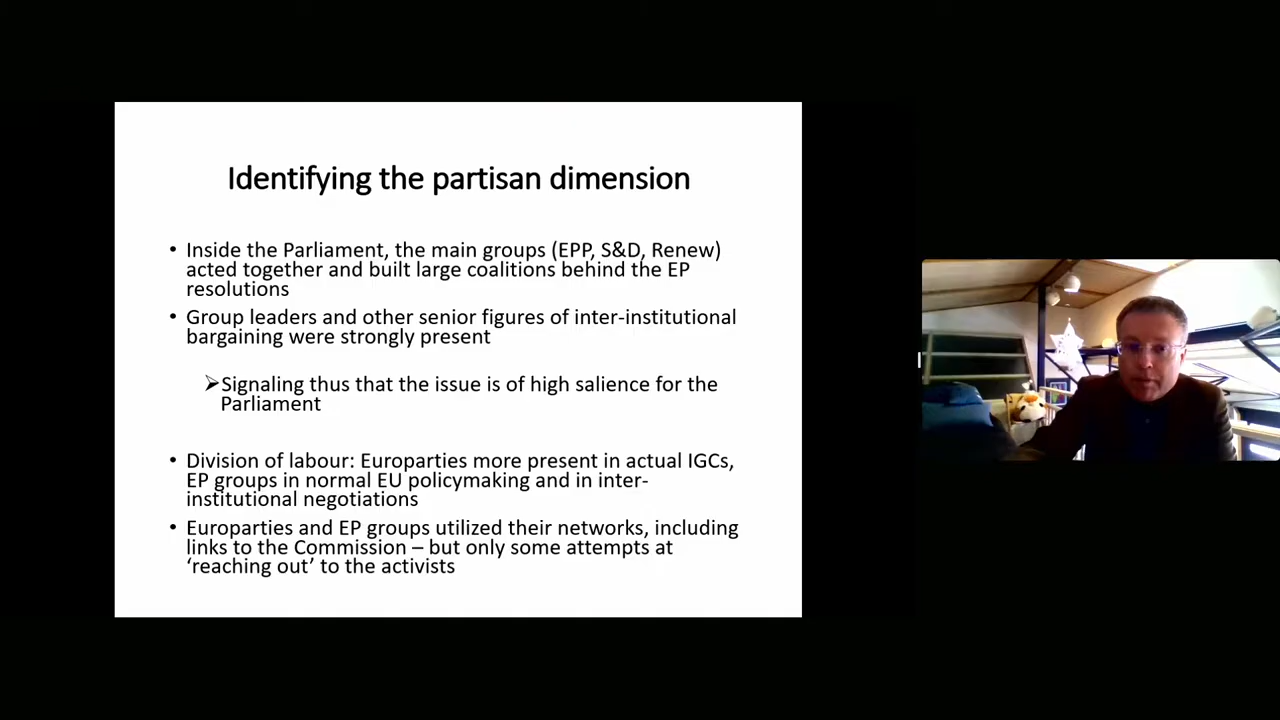 Identifying the partisan dimension
• Inside the Parliament, the main groups (EPP, S&D, Renew)
acted together and built large coalitions behind the EP
resolutions
• Group leaders and other senior figures of inter-institutional
bargaining were strongly present
➢Signaling thus that the issue is of high salience for the
Parliament
• Division of labour: Europarties more present in actual IGCs,
EP groups in normal EU policymaking and in inter-
institutional negotiations
• Europarties and EP groups utilized their networks, including
links to the Commission – but only some attempts at
‘reaching out’ to the activists